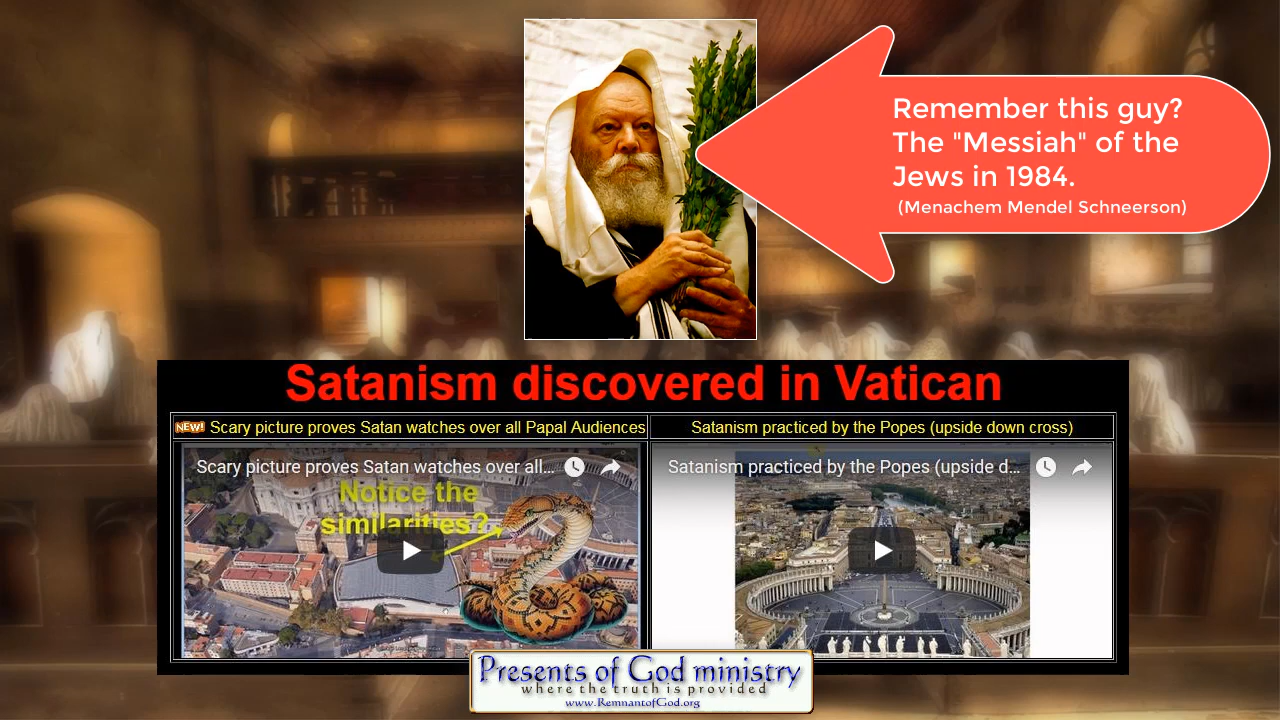 Remember this guy?
The "Messiah" of the
Jews in 1984.
(Menachem Mendel Schneerson)
Satanism discovered in Vatican
NEW! Scary picture proves Satan watches over all Papal Audiences
Satanism practiced by the Popes (upside down cross)
Scary picture proves Satan watches over all...
Satanism practiced by the Popes (upside d...
Notice the
similarities?
Presents of God ministry
where the truth is provided
www.RemnantofGod.org